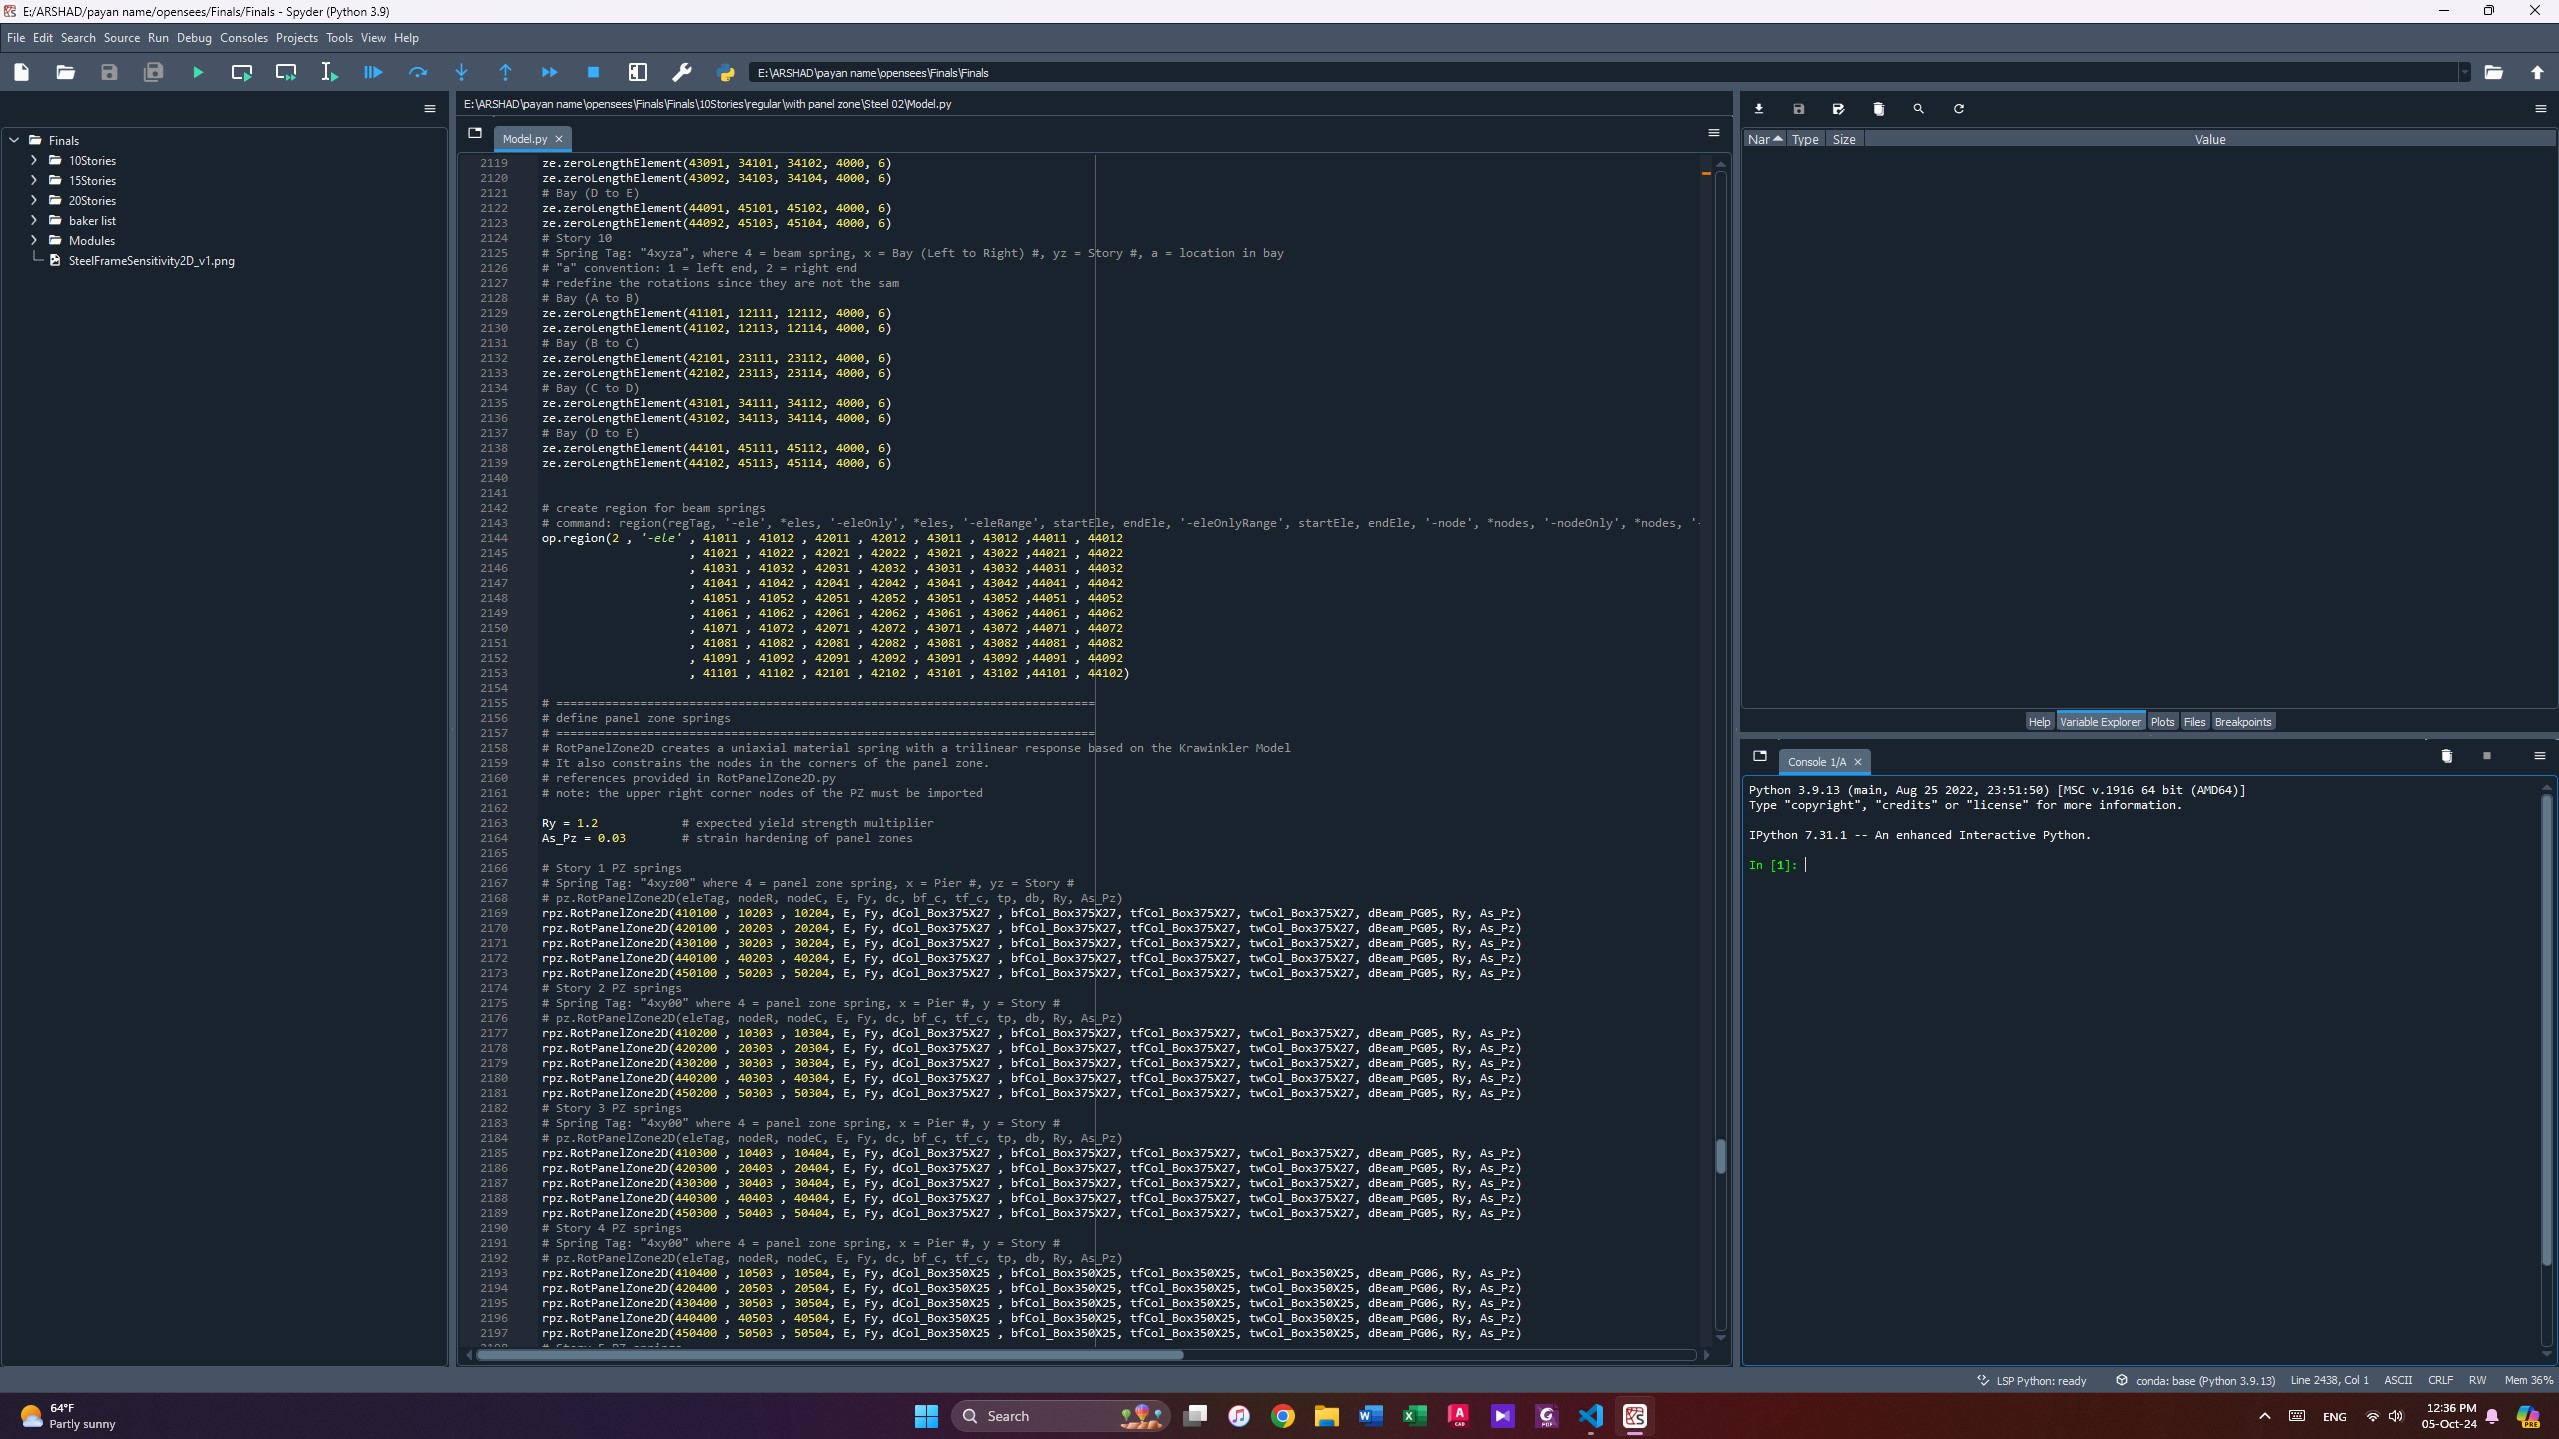 E:/ARSHAD/payan name/opensees/Finals/Finals - Spyder (Python 3.9)
File Edit Search Source Run Debug Consoles Projects Tools View Help
E:\ARSHAD\payan name\opensees\Finals\Finals
Finals
10Stories
15Stories
20Stories
baker list
Modules
SteelFrameSensitivity2D_v1.png
E:\ARSHAD\payan name\opensees\Finals\Finals\10Stories\regular\with panel zone\Steel 02\Model.py
Model.py
2119 ze.zeroLengthElement(43091, 34101, 34102, 4000, 6)
2120 ze.zeroLengthElement(43092, 34103, 34104, 4000, 6)
2121 # Bay (D to E)
2122 ze.zeroLengthElement(44091, 45101, 45102, 4000, 6)
2123 ze.zeroLengthElement(44092, 45103, 45104, 4000, 6)
2124 # Story 10
2125 # Spring Tag: "4xyza", where 4 = beam spring, x = Bay (Left to Right) #, yz = Story #, a = location in bay
2126 # "a" convention: 1 = left end, 2 = right end
2127 # redefine the rotations since they are not the sam
2128 # Bay (A to B)
2129 ze.zeroLengthElement(41101, 12111, 12112, 4000, 6)
2130 ze.zeroLengthElement(41102, 12113, 12114, 4000, 6)
2131 # Bay (B to C)
2132 ze.zeroLengthElement(42101, 23111, 23112, 4000, 6)
2133 ze.zeroLengthElement(42102, 23113, 23114, 4000, 6)
2134 # Bay (C to D)
2135 ze.zeroLengthElement(43101, 34111, 34112, 4000, 6)
2136 ze.zeroLengthElement(43102, 34113, 34114, 4000, 6)
2137 # Bay (D to E)
2138 ze.zeroLengthElement(44101, 45111, 45112, 4000, 6)
2139 ze.zeroLengthElement(44102, 45113, 45114, 4000, 6)
2140
2141
2142 # create region for beam springs
2143 # command: region(regTag, '-ele', *eles, '-eleOnly', *eles, '-eleRange', startEle, endEle, '-eleOnlyRange', startEle, endEle, '-node', *nodes, '-nodeOnly', *nodes, '-
2144 op.region(2 , '-ele' , 41011 , 41012 , 42011 , 42012 , 43011 , 43012 ,44011 , 44012
2145 , 41021 , 41022 , 42021 , 42022 , 43021 , 43022 ,44021 , 44022
2146 , 41031 , 41032 , 42031 , 42032 , 43031 , 43032 ,44031 , 44032
2147 , 41041 , 41042 , 42041 , 42042 , 43041 , 43042 ,44041 , 44042
2148 , 41051 , 41052 , 42051 , 42052 , 43051 , 43052 ,44051 , 44052
2149 , 41061 , 41062 , 42061 , 42062 , 43061 , 43062 ,44061 , 44062
2150 , 41071 , 41072 , 42071 , 42072 , 43071 , 43072 ,44071 , 44072
2151 , 41081 , 41082 , 42081 , 42082 , 43081 , 43082 ,44081 , 44082
2152 , 41091 , 41092 , 42091 , 42092 , 43091 , 43092 ,44091 , 44092
2153 , 41101 , 41102 , 42101 , 42102 , 43101 , 43102 ,44101 , 44102)
2154
2155 # =============================================================================
2156 # define panel zone springs
2157 # =============================================================================
2158 # RotPanelZone2D creates a uniaxial material spring with a trilinear response based on the Krawinkler Model
2159 # It also constrains the nodes in the corners of the panel zone.
2160 # references provided in RotPanelZone2D.py
2161 # note: the upper right corner nodes of the PZ must be imported
2162
2163 Ry = 1.2 # expected yield strength multiplier
2164 As_Pz = 0.03 # strain hardening of panel zones
2165
2166 # Story 1 PZ springs
2167 # Spring Tag: "4xyz00" where 4 = panel zone spring, x = Pier #, yz = Story #
2168 # pz.RotPanelZone2D(eleTag, nodeR, nodeC, E, Fy, dc, bf_c, tf_c, tp, db, Ry, As_Pz)
2169 rpz.RotPanelZone2D(410100 , 10203 , 10204, E, Fy, dCol_Box375X27 , bfCol_Box375X27, tfCol_Box375X27, twCol_Box375X27, dBeam_PG05, Ry, As_Pz)
2170 rpz.RotPanelZone2D(420100 , 20203 , 20204, E, Fy, dCol_Box375X27 , bfCol_Box375X27, tfCol_Box375X27, twCol_Box375X27, dBeam_PG05, Ry, As_Pz)
2171 rpz.RotPanelZone2D(430100 , 30203 , 30204, E, Fy, dCol_Box375X27 , bfCol_Box375X27, tfCol_Box375X27, twCol_Box375X27, dBeam_PG05, Ry, As_Pz)
2172 rpz.RotPanelZone2D(440100 , 40203 , 40204, E, Fy, dCol_Box375X27 , bfCol_Box375X27, tfCol_Box375X27, twCol_Box375X27, dBeam_PG05, Ry, As_Pz)
2173 rpz.RotPanelZone2D(450100 , 50203 , 50204, E, Fy, dCol_Box375X27 , bfCol_Box375X27, tfCol_Box375X27, twCol_Box375X27, dBeam_PG05, Ry, As_Pz)
2174 # Story 2 PZ springs
2175 # Spring Tag: "4xy00" where 4 = panel zone spring, x = Pier #, y = Story #
2176 # pz.RotPanelZone2D(eleTag, nodeR, nodeC, E, Fy, dc, bf_c, tf_c, tp, db, Ry, As_Pz)
2177 rpz.RotPanelZone2D(410200 , 10303 , 10304, E, Fy, dCol_Box375X27 , bfCol_Box375X27, tfCol_Box375X27, twCol_Box375X27, dBeam_PG05, Ry, As_Pz)
2178 rpz.RotPanelZone2D(420200 , 20303 , 20304, E, Fy, dCol_Box375X27 , bfCol_Box375X27, tfCol_Box375X27, twCol_Box375X27, dBeam_PG05, Ry, As_Pz)
2179 rpz.RotPanelZone2D(430200 , 30303 , 30304, E, Fy, dCol_Box375X27 , bfCol_Box375X27, tfCol_Box375X27, twCol_Box375X27, dBeam_PG05, Ry, As_Pz)
2180 rpz.RotPanelZone2D(440200 , 40303 , 40304, E, Fy, dCol_Box375X27 , bfCol_Box375X27, tfCol_Box375X27, twCol_Box375X27, dBeam_PG05, Ry, As_Pz)
2181 rpz.RotPanelZone2D(450200 , 50303 , 50304, E, Fy, dCol_Box375X27 , bfCol_Box375X27, tfCol_Box375X27, twCol_Box375X27, dBeam_PG05, Ry, As_Pz)
2182 # Story 3 PZ springs
2183 # Spring Tag: "4xy00" where 4 = panel zone spring, x = Pier #, y = Story #
2184 # pz.RotPanelZone2D(eleTag, nodeR, nodeC, E, Fy, dc, bf_c, tf_c, tp, db, Ry, As_Pz)
2185 rpz.RotPanelZone2D(410300 , 10403 , 10404, E, Fy, dCol_Box375X27 , bfCol_Box375X27, tfCol_Box375X27, twCol_Box375X27, dBeam_PG05, Ry, As_Pz)
2186 rpz.RotPanelZone2D(420300 , 20403 , 20404, E, Fy, dCol_Box375X27 , bfCol_Box375X27, tfCol_Box375X27, twCol_Box375X27, dBeam_PG05, Ry, As_Pz)
2187 rpz.RotPanelZone2D(430300 , 30403 , 30404, E, Fy, dCol_Box375X27 , bfCol_Box375X27, tfCol_Box375X27, twCol_Box375X27, dBeam_PG05, Ry, As_Pz)
2188 rpz.RotPanelZone2D(440300 , 40403 , 40404, E, Fy, dCol_Box375X27 , bfCol_Box375X27, tfCol_Box375X27, twCol_Box375X27, dBeam_PG05, Ry, As_Pz)
2189 rpz.RotPanelZone2D(450300 , 50403 , 50404, E, Fy, dCol_Box375X27 , bfCol_Box375X27, tfCol_Box375X27, twCol_Box375X27, dBeam_PG05, Ry, As_Pz)
2190 # Story 4 PZ springs
2191 # Spring Tag: "4xy00" where 4 = panel zone spring, x = Pier #, y = Story #
2192 # pz.RotPanelZone2D(eleTag, nodeR, nodeC, E, Fy, dc, bf_c, tf_c, tp, db, Ry, As_Pz)
2193 rpz.RotPanelZone2D(410400 , 10503 , 10504, E, Fy, dCol_Box350X25 , bfCol_Box350X25, tfCol_Box350X25, twCol_Box350X25, dBeam_PG06, Ry, As_Pz)
2194 rpz.RotPanelZone2D(420400 , 20503 , 20504, E, Fy, dCol_Box350X25 , bfCol_Box350X25, tfCol_Box350X25, twCol_Box350X25, dBeam_PG06, Ry, As_Pz)
2195 rpz.RotPanelZone2D(430400 , 30503 , 30504, E, Fy, dCol_Box350X25 , bfCol_Box350X25, tfCol_Box350X25, twCol_Box350X25, dBeam_PG06, Ry, As_Pz)
2196 rpz.RotPanelZone2D(440400 , 40503 , 40504, E, Fy, dCol_Box350X25 , bfCol_Box350X25, tfCol_Box350X25, twCol_Box350X25, dBeam_PG06, Ry, As_Pz)
2197 rpz.RotPanelZone2D(450400 , 50503 , 50504, E, Fy, dCol_Box350X25 , bfCol_Box350X25, tfCol_Box350X25, twCol_Box350X25, dBeam_PG06, Ry, As_Pz)
Nar Type Size Value
Help Variable Explorer Plots Files Breakpoints
Console 1/A
Python 3.9.13 (main, Aug 25 2022, 23:51:50) [MSC v.1916 64 bit (AMD64)]
Type "copyright", "credits" or "license" for more information.
IPython 7.31.1 -- An enhanced Interactive Python.
In [1]:
LSP Python: ready conda: base (Python 3.9.13) Line 2438, Col 1 ASCII CRLF RW Mem 36%
64°F
Partly sunny
Search
ENG
12:36 PM
05-Oct-24